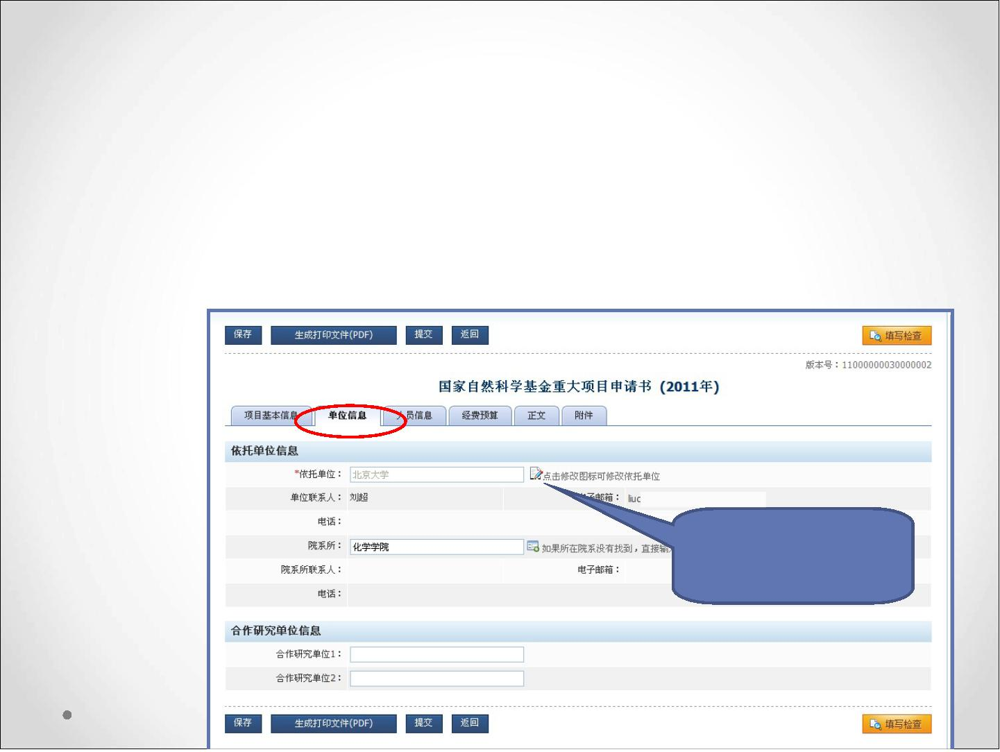 保存 生成打印文件(PDF) 提交 返回 填写检查
版本号：11000000030000002
国家自然科学基金重大项目申请书 (2011年)
项目基本信息 单位信息 人员信息 经费预算 正文 附件
依托单位信息
*依托单位： 北京大学 点击修改图标可修改依托单位
单位联系人： 刘超 电子邮箱： liuc
电话：
院系所： 化学学院 如果所在院系没有找到，直接输
院系所联系人： 电子邮箱：
电话：
合作研究单位信息
合作研究单位1：
合作研究单位2：
保存 生成打印文件(PDF) 提交 返回 填写检查